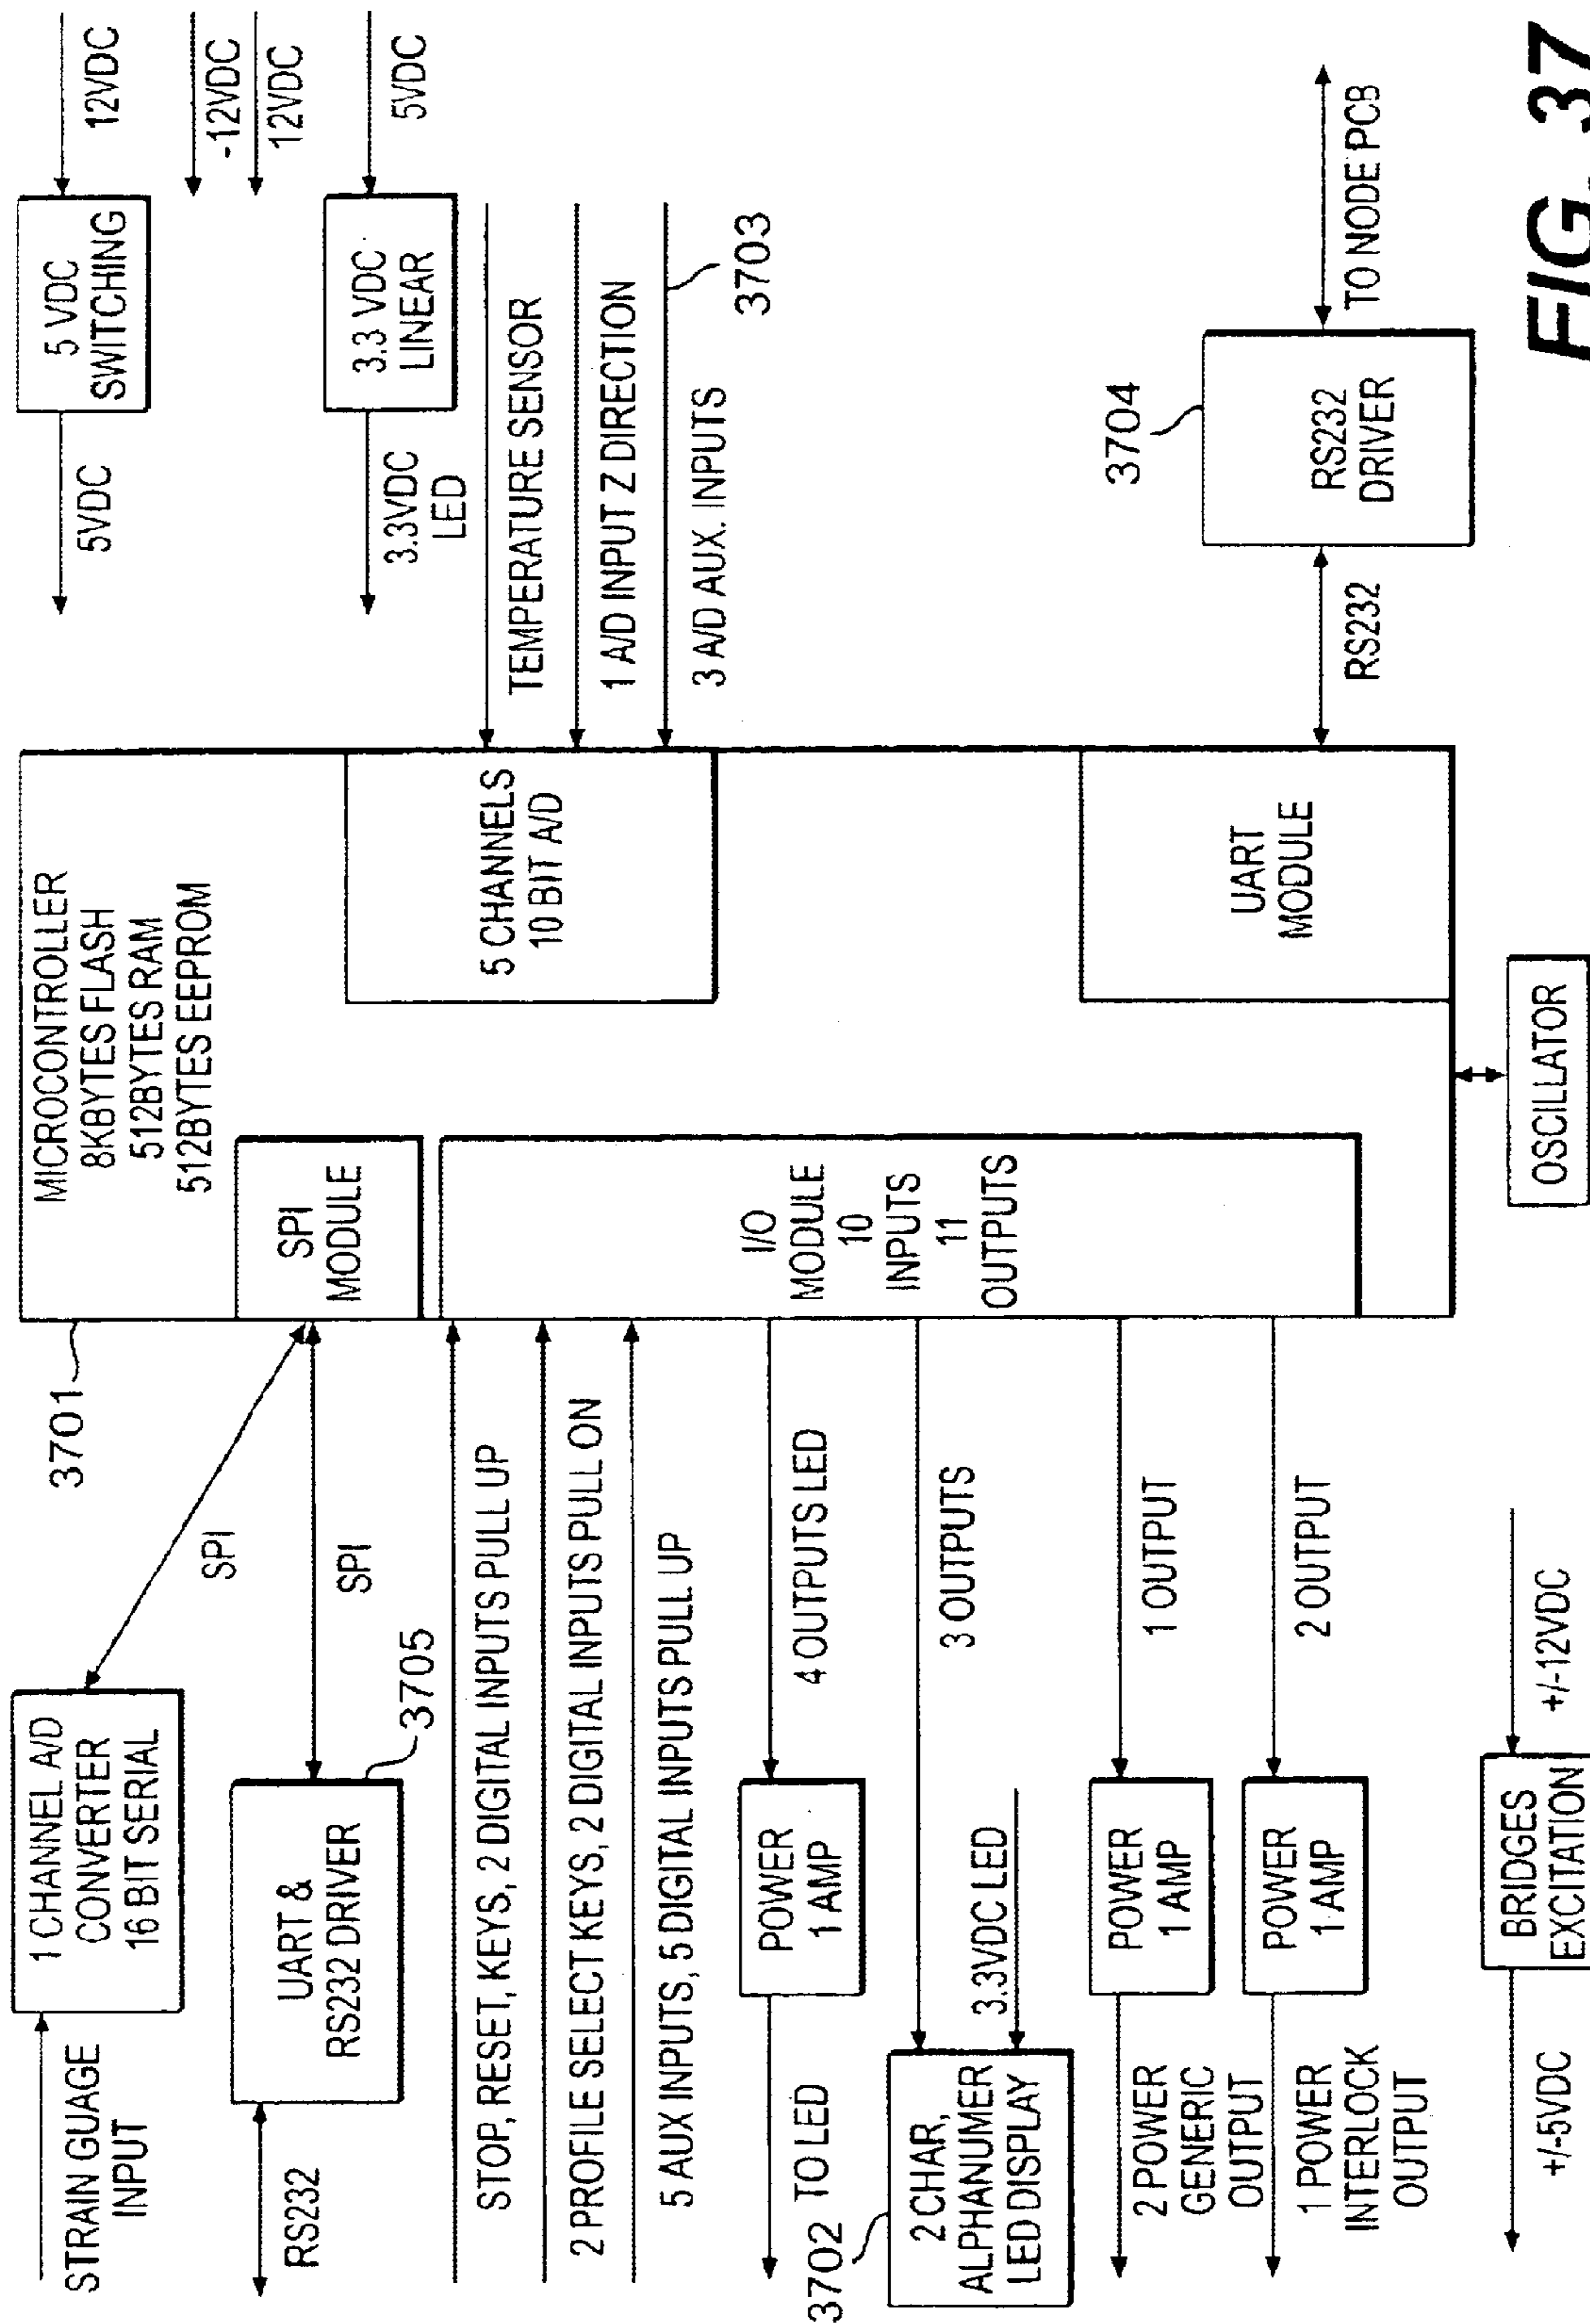 1 CHANNEL A/D
CONVERTER
16 BIT SERIAL
STRAIN GUAGE
INPUT
SPI
3701
MICROCONTROLLER
8KBYTES FLASH
512BYTES RAM
512BYTES EEPROM
SPI
MODULE
5VDC
5 VDC
SWITCHING
12VDC
-12VDC
12VDC
UART &
RS232 DRIVER
RS232
SPI
3705
3.3VDC
LED
3.3 VDC
LINEAR
5VDC
STOP, RESET, KEYS, 2 DIGITAL INPUTS PULL UP
2 PROFILE SELECT KEYS, 2 DIGITAL INPUTS PULL ON
5 AUX INPUTS, 5 DIGITAL INPUTS PULL UP
5 CHANNELS
10 BIT A/D
TEMPERATURE SENSOR
1 A/D INPUT Z DIRECTION
3 A/D AUX. INPUTS
3703
I/O
MODULE
10
INPUTS
11
OUTPUTS
TO LED
POWER
1 AMP
4 OUTPUTS LED
3702
2 CHAR,
ALPHANUMER
LED DISPLAY
3 OUTPUTS
3.3VDC LED
2 POWER
GENERIC
OUTPUT
POWER
1 AMP
1 OUTPUT
1 POWER
INTERLOCK
OUTPUT
POWER
1 AMP
2 OUTPUT
UART
MODULE
RS232
3704
RS232
DRIVER
TO NODE PCB
+/-5VDC
BRIDGES
EXCITATION
+/-12VDC
OSCILLATOR
FIG. 37